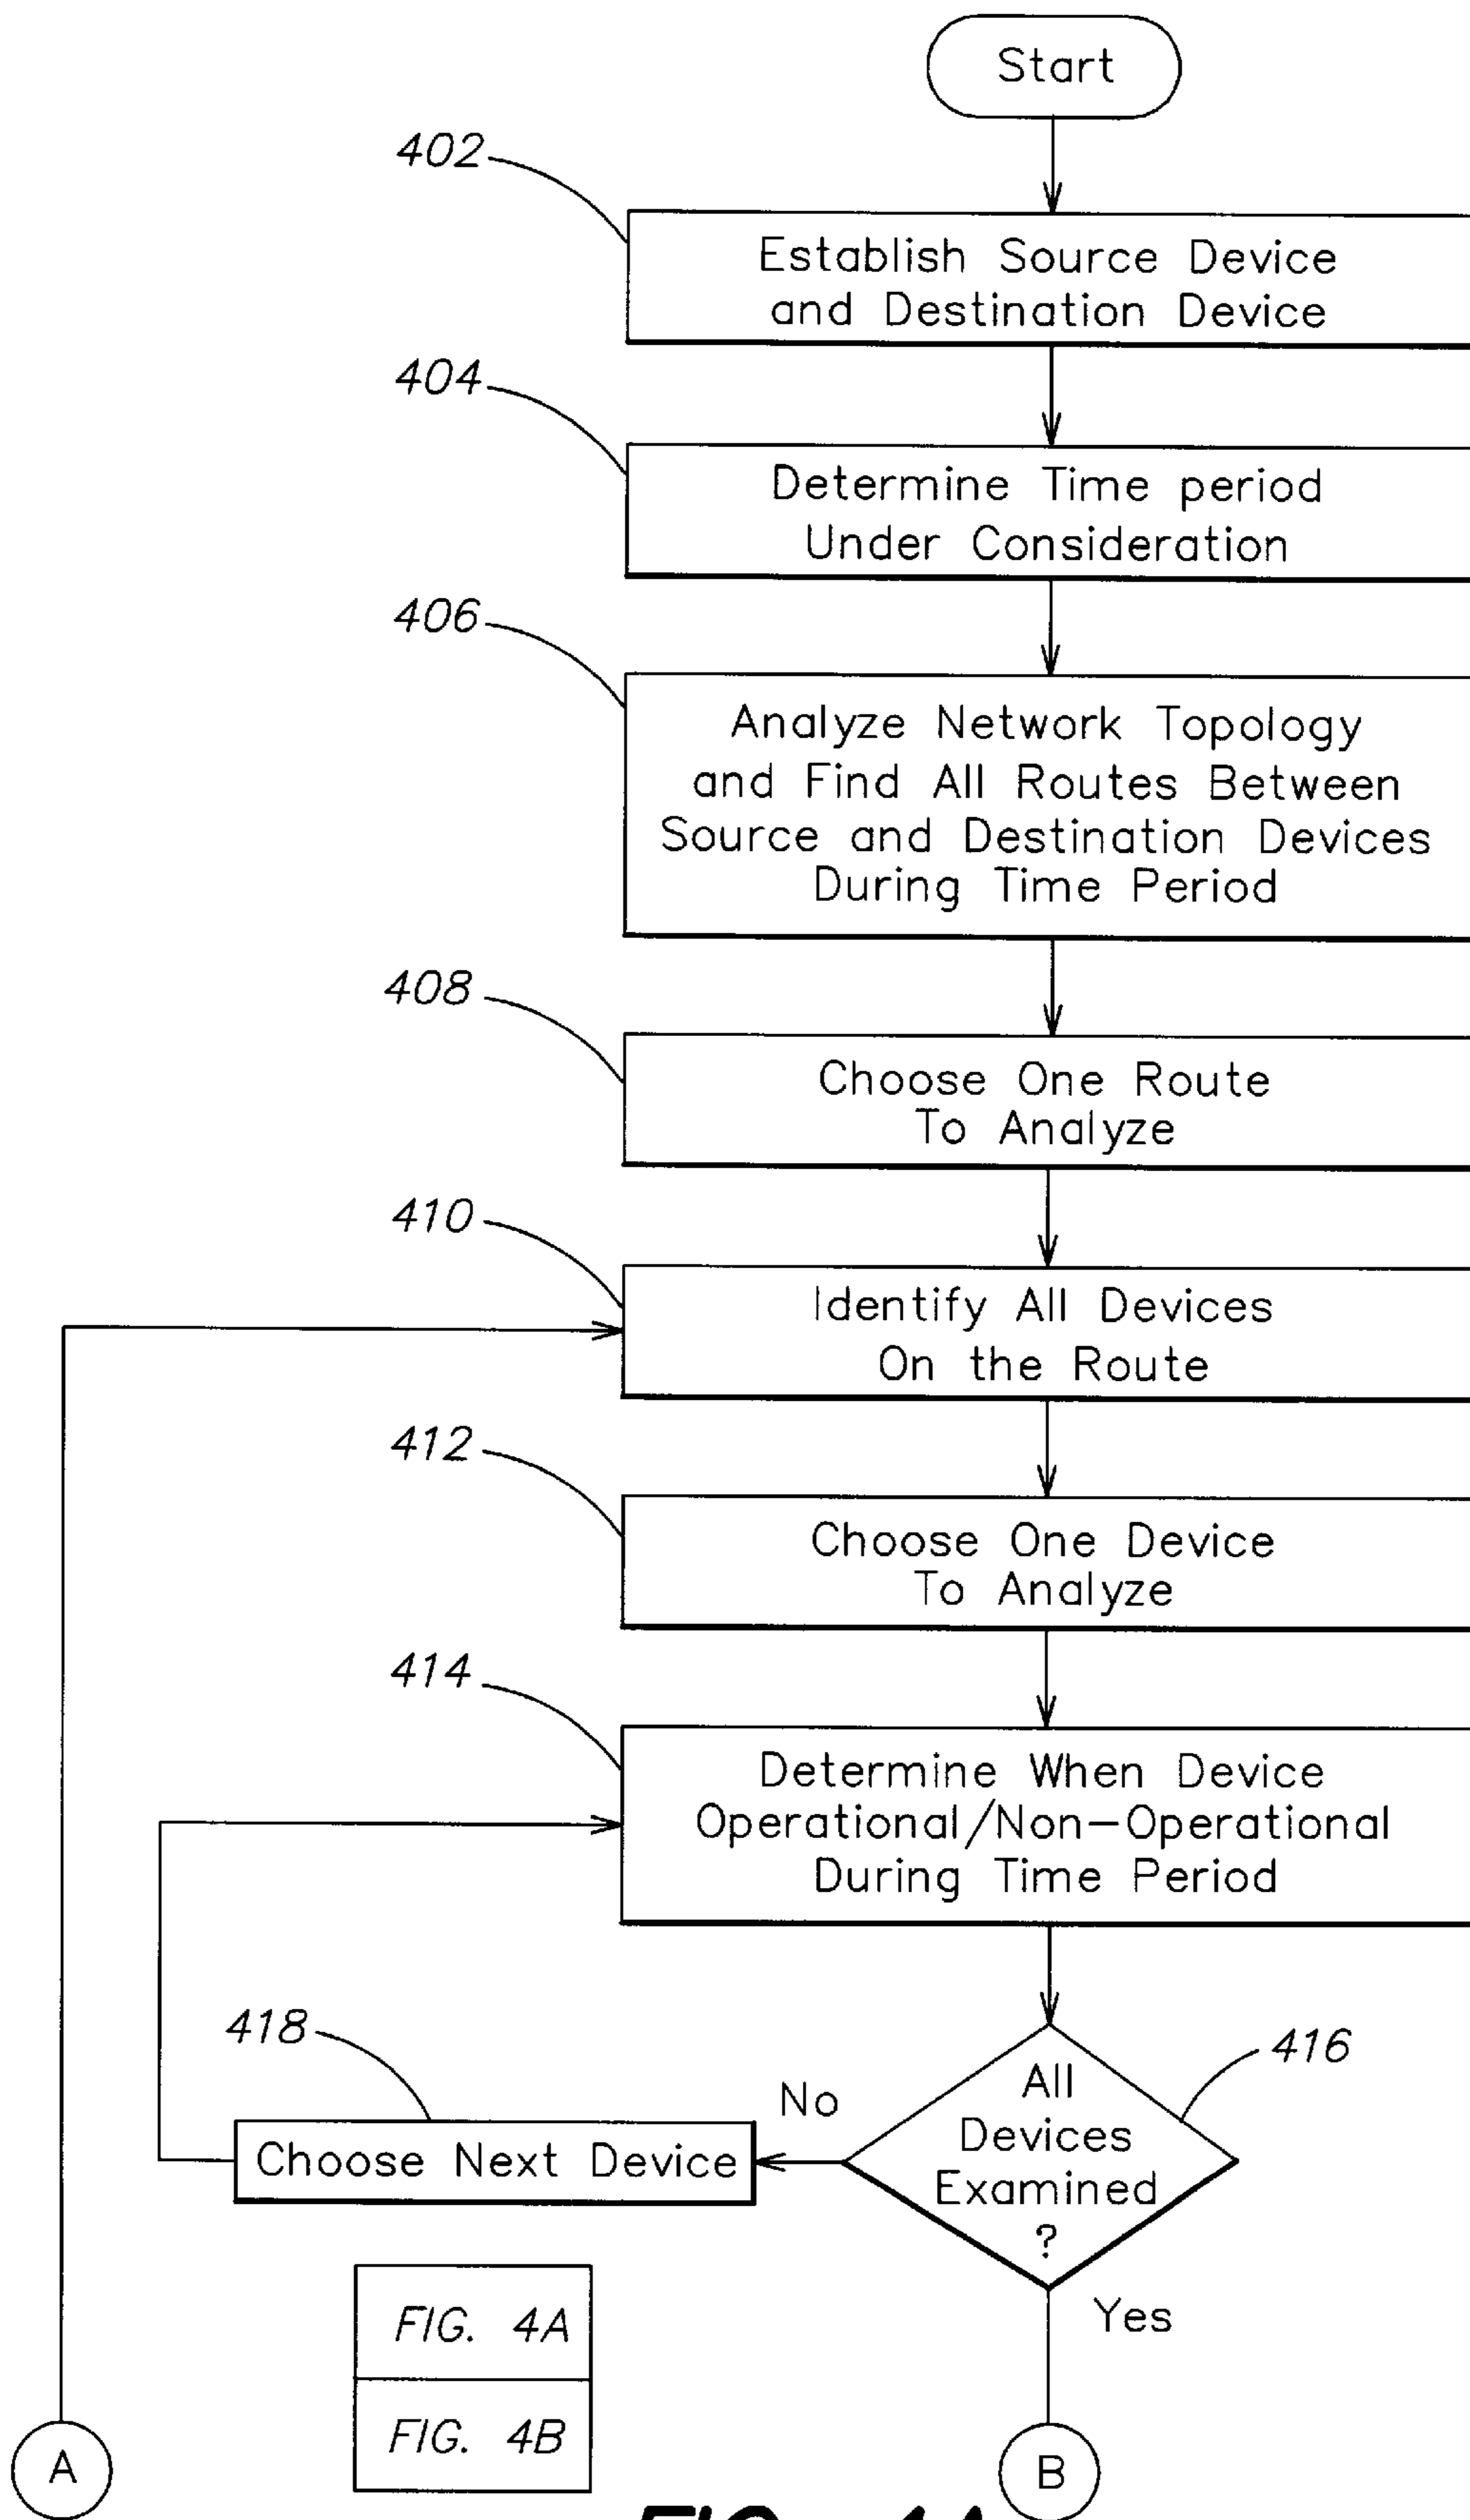 Start
402
Establish Source Device
and Destination Device
404
Determine Time period
Under Consideration
406
Analyze Network Topology
and Find All Routes Between
Source and Destination Devices
During Time Period
408
Choose One Route
To Analyze
410
Identify All Devices
On the Route
412
Choose One Device
To Analyze
414
Determine When Device
Operational/Non-Operational
During Time Period
418
416
All
Devices
Examined
?
No
Choose Next Device
Yes
FIG. 4A
FIG. 4B
A
B